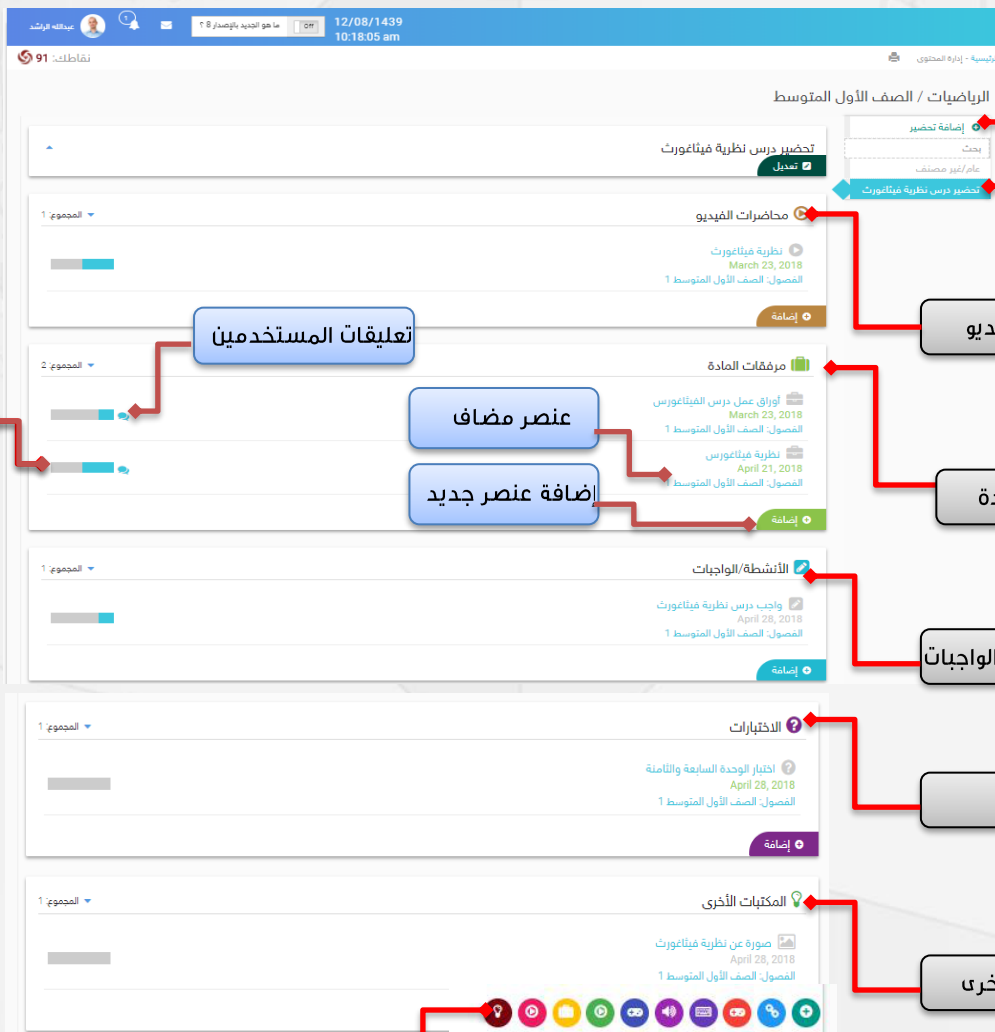 12/08/1439
10:18:05 am
Off
ما هو الجديد بالإصدار 8 ؟
1
عبدالله الراشد
الرئيسية - إدارة المحتوى
نقاطك: 91
الرياضيات / الصف الأول المتوسط
إضافة تحضير
بحث
عام/غير مصنف
تحضير درس نظرية فيثاغورث
تحضير درس نظرية فيثاغورث
تعديل
محاضرات الفيديو
المجموع: 1
نظرية فيثاغورث
March 23, 2018
الفصول: الصف الأول المتوسط 1
إضافة
تعليقات المستخدمين
مرفقات المادة
المجموع: 2
أوراق عمل درس الفيثاغورس
March 23, 2018
الفصول: الصف الأول المتوسط 1
عنصر مضاف
نظرية فيثاغورس
April 21, 2018
الفصول: الصف الأول المتوسط 1
إضافة عنصر جديد
إضافة
الأنشطة/الواجبات
المجموع: 1
واجب درس نظرية فيثاغورث
April 28, 2018
الفصول: الصف الأول المتوسط 1
الواجبات
إضافة
الاختبارات
المجموع: 1
اختبار الوحدة السابعة والثامنة
April 28, 2018
الفصول: الصف الأول المتوسط 1
إضافة
المكتبات الأخرى
المجموع: 1
صورة عن نظرية فيثاغورث
April 28, 2018
الفصول: الصف الأول المتوسط 1